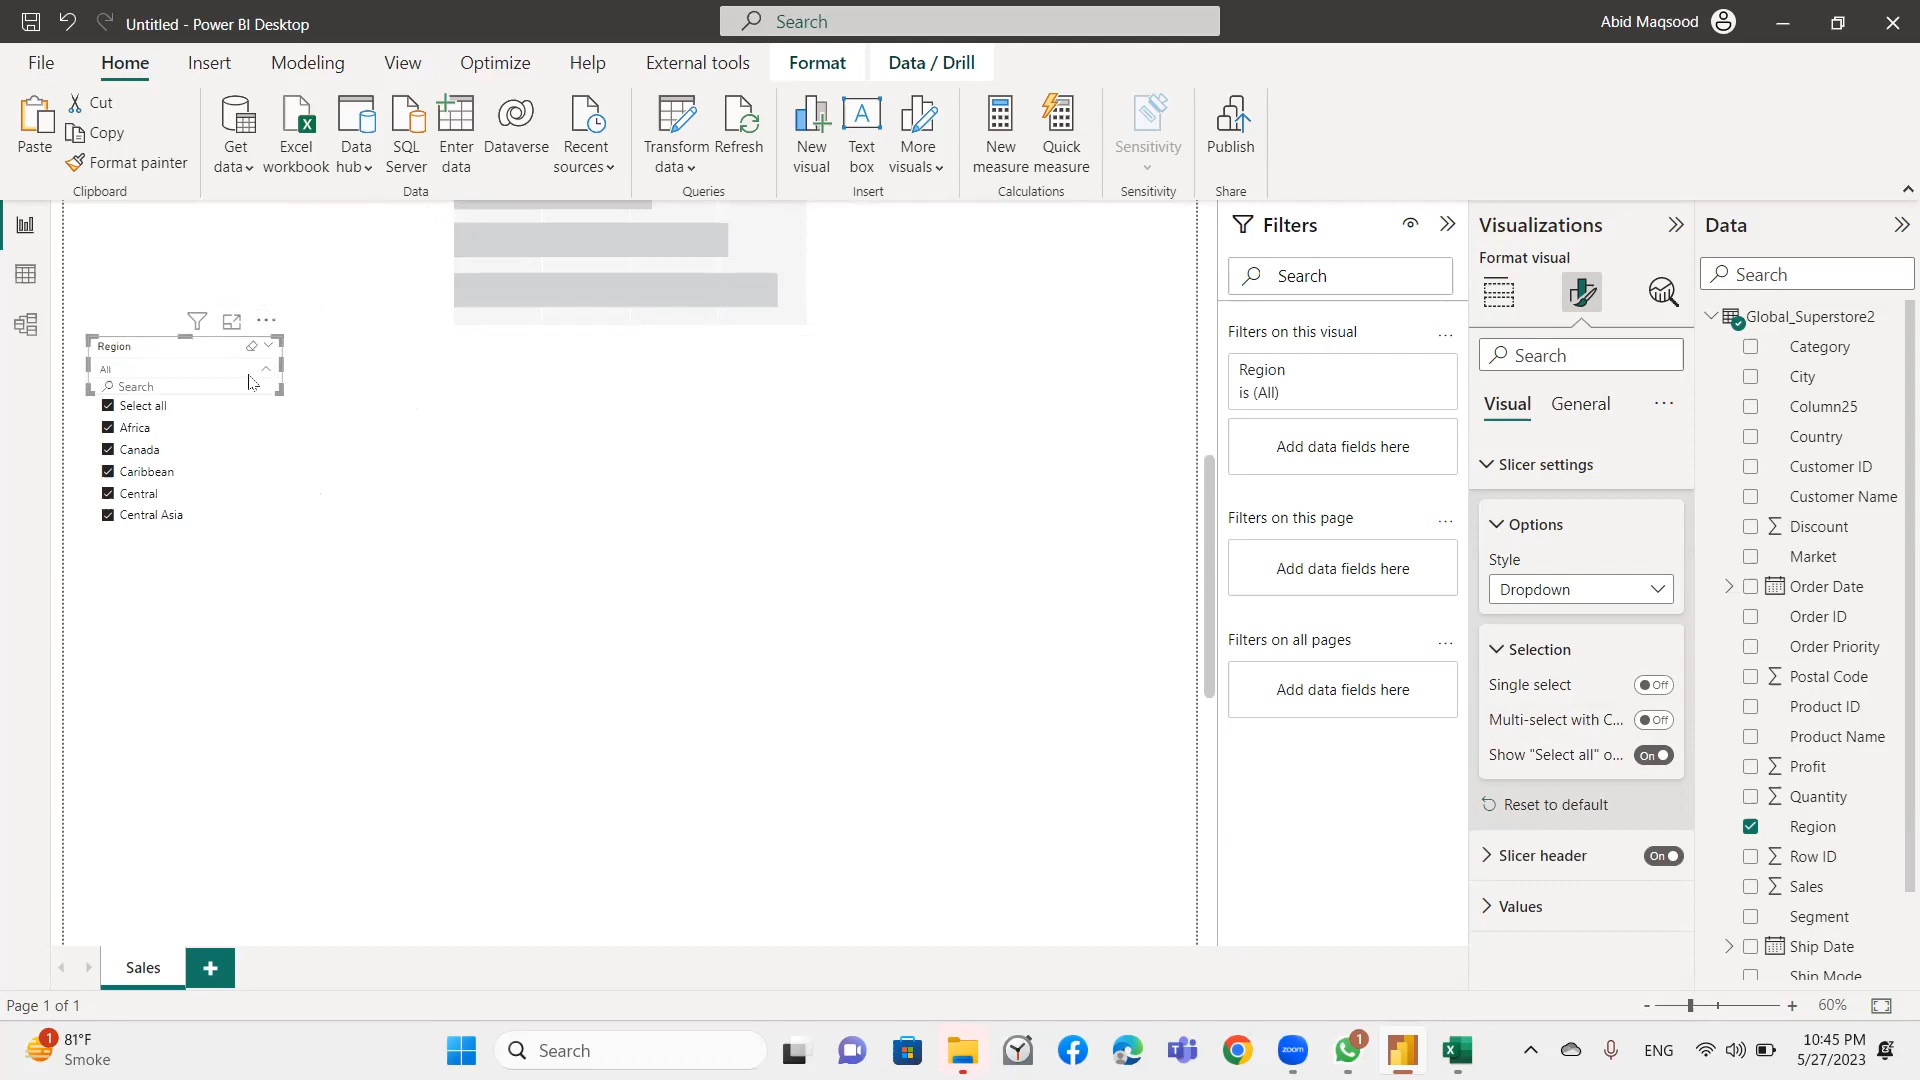 Untitled - Power BI Desktop
Search
Abid Maqsood
File
Home
Insert
Modeling
View
Optimize
Help
External tools
Format
Data / Drill
Paste
Cut
Copy
Format painter
Clipboard
Get data
Excel workbook
Data hub
SQL Server
Enter data
Dataverse
Recent sources
Data
Transform data
Refresh
Queries
New visual
Text box
More visuals
Insert
New measure
Quick measure
Calculations
Sensitivity
Sensitivity
Publish
Share
Region
All
Search
Select all
Africa
Canada
Caribbean
Central
Central Asia
Filters
Search
Filters on this visual
...
Region
is (All)
Add data fields here
Filters on this page
...
Add data fields here
Filters on all pages
...
Add data fields here
Visualizations
Format visual
Search
Visual
General
...
Slicer settings
Options
Style
Dropdown
Selection
Single select
Off
Multi-select with C...
Off
Show "Select all" o...
On
Reset to default
Slicer header
On
Values
Data
Search
Global_Superstore2
Category
City
Column25
Country
Customer ID
Customer Name
Discount
Market
Order Date
Order ID
Order Priority
Postal Code
Product ID
Product Name
Profit
Quantity
Region
Row ID
Sales
Segment
Ship Date
Ship Mode
Sales
Page 1 of 1
- + 60%
1
81°F
Smoke
Search
zoom
1
ENG
10:45 PM
5/27/2023